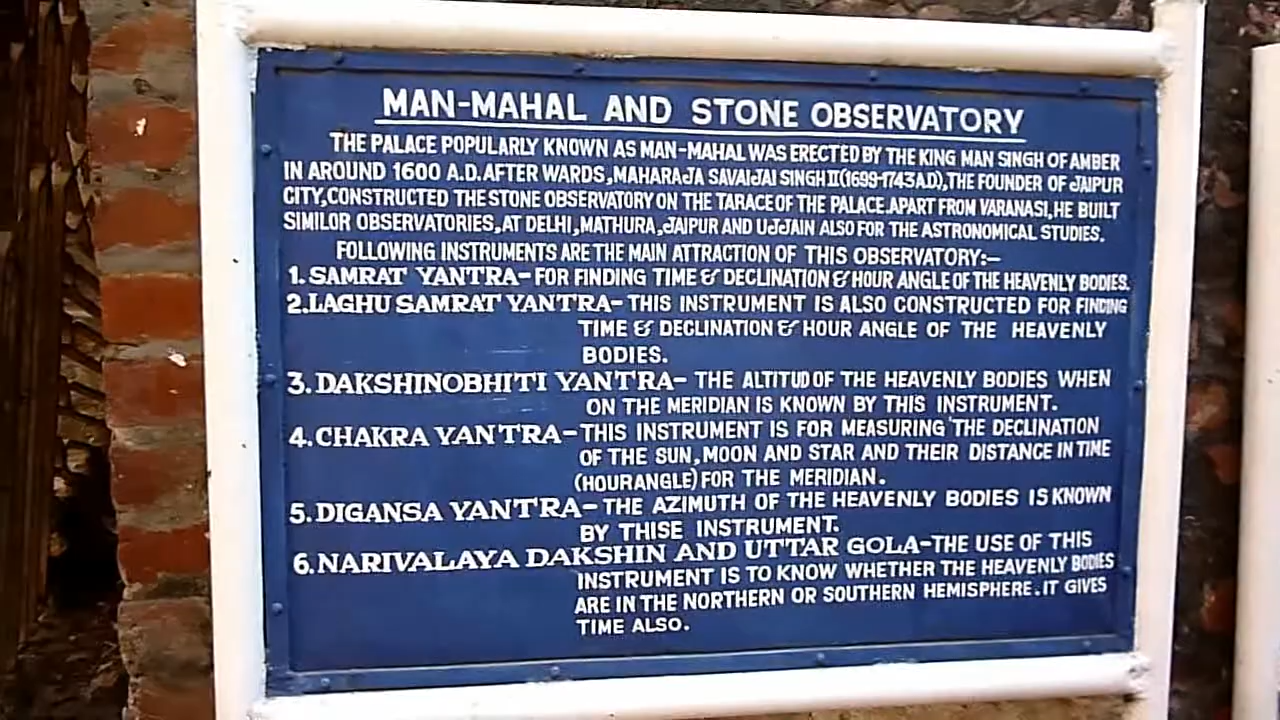 MAN-MAHAL AND STONE OBSERVATORY
THE PALACE POPULARLY KNOWN AS MAN-MAHAL WAS ERECTED BY THE KING MAN SINGH OF AMBER
IN AROUND 1600 A.D. AFTER WARDS, MAHARAJA SAVAI JAI SINGH II (1699-1743 A.D), THE FOUNDER OF JAIPUR
CITY, CONSTRUCTED THE STONE OBSERVATORY ON THE TARACE OF THE PALACE. APART FROM VARANASI, HE BUILT
SIMILOR OBSERVATORIES, AT DELHI, MATHURA, JAIPUR AND UJJAIN ALSO FOR THE ASTRONOMICAL STUDIES.
FOLLOWING INSTRUMENTS ARE THE MAIN ATTRACTION OF THIS OBSERVATORY:-
1. SAMRAT YANTRA- FOR FINDING TIME & DECLINATION & HOUR ANGLE OF THE HEAVENLY BODIES.
2. LAGHU SAMRAT YANTRA- THIS INSTRUMENT IS ALSO CONSTRUCTED FOR FINDING
TIME & DECLINATION & HOUR ANGLE OF THE HEAVENLY
BODIES.
3. DAKSHINOBHITI YANTRA- THE ALTITUD OF THE HEAVENLY BODIES WHEN
ON THE MERIDIAN IS KNOWN BY THIS INSTRUMENT.
4. CHAKRA YANTRA- THIS INSTRUMENT IS FOR MEASURING THE DECLINATION
OF THE SUN, MOON AND STAR AND THEIR DISTANCE IN TIME
(HOURANGLE) FOR THE MERIDIAN.
5. DIGANSA YANTRA- THE AZIMUTH OF THE HEAVENLY BODIES IS KNOWN
BY THISE INSTRUMENT.
6. NARIVALAYA DAKSHIN AND UTTAR GOLA- THE USE OF THIS
INSTRUMENT IS TO KNOW WHETHER THE HEAVENLY BODIES
ARE IN THE NORTHERN OR SOUTHERN HEMISPHERE. IT GIVES
TIME ALSO.